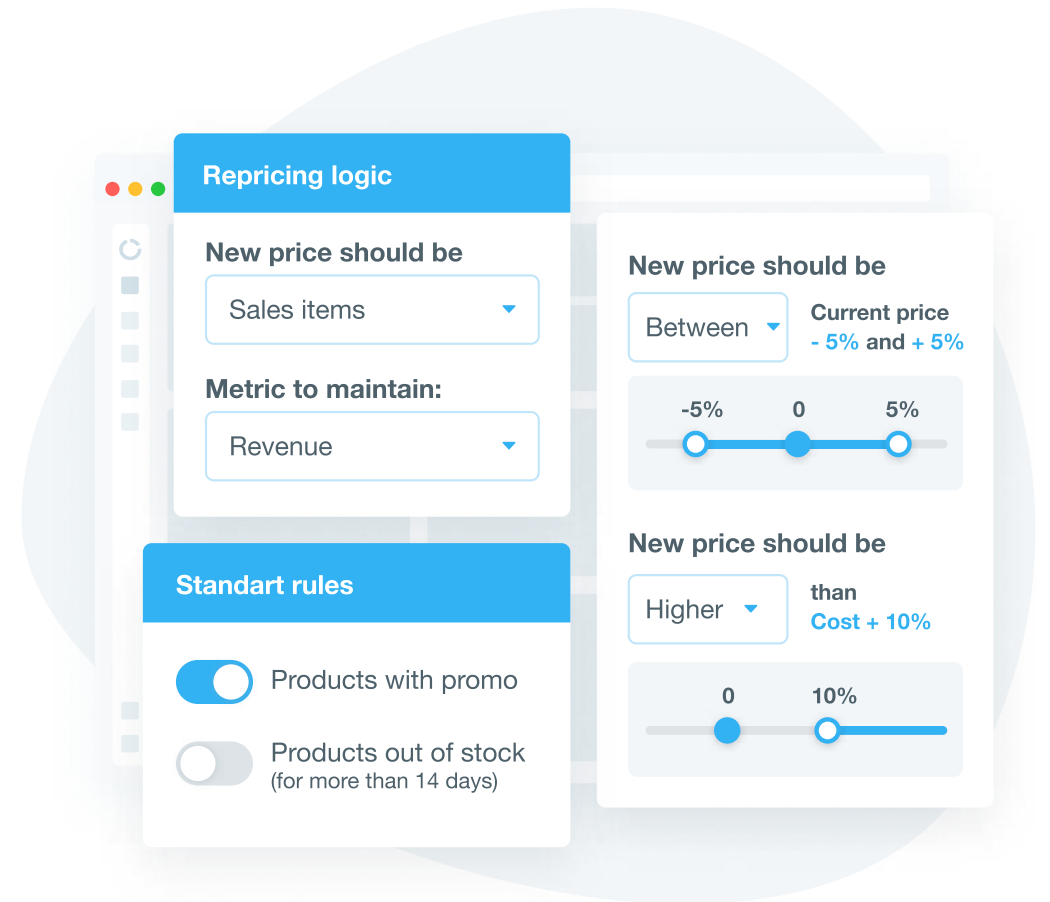 Repricing logic
New price should be
Sales items
Metric to maintain:
Revenue
Standart rules
Products with promo
Products out of stock
(for more than 14 days)
New price should be
Between
Current price
- 5% and + 5%
-5% 0 5%
New price should be
Higher
than
Cost + 10%
0 10%